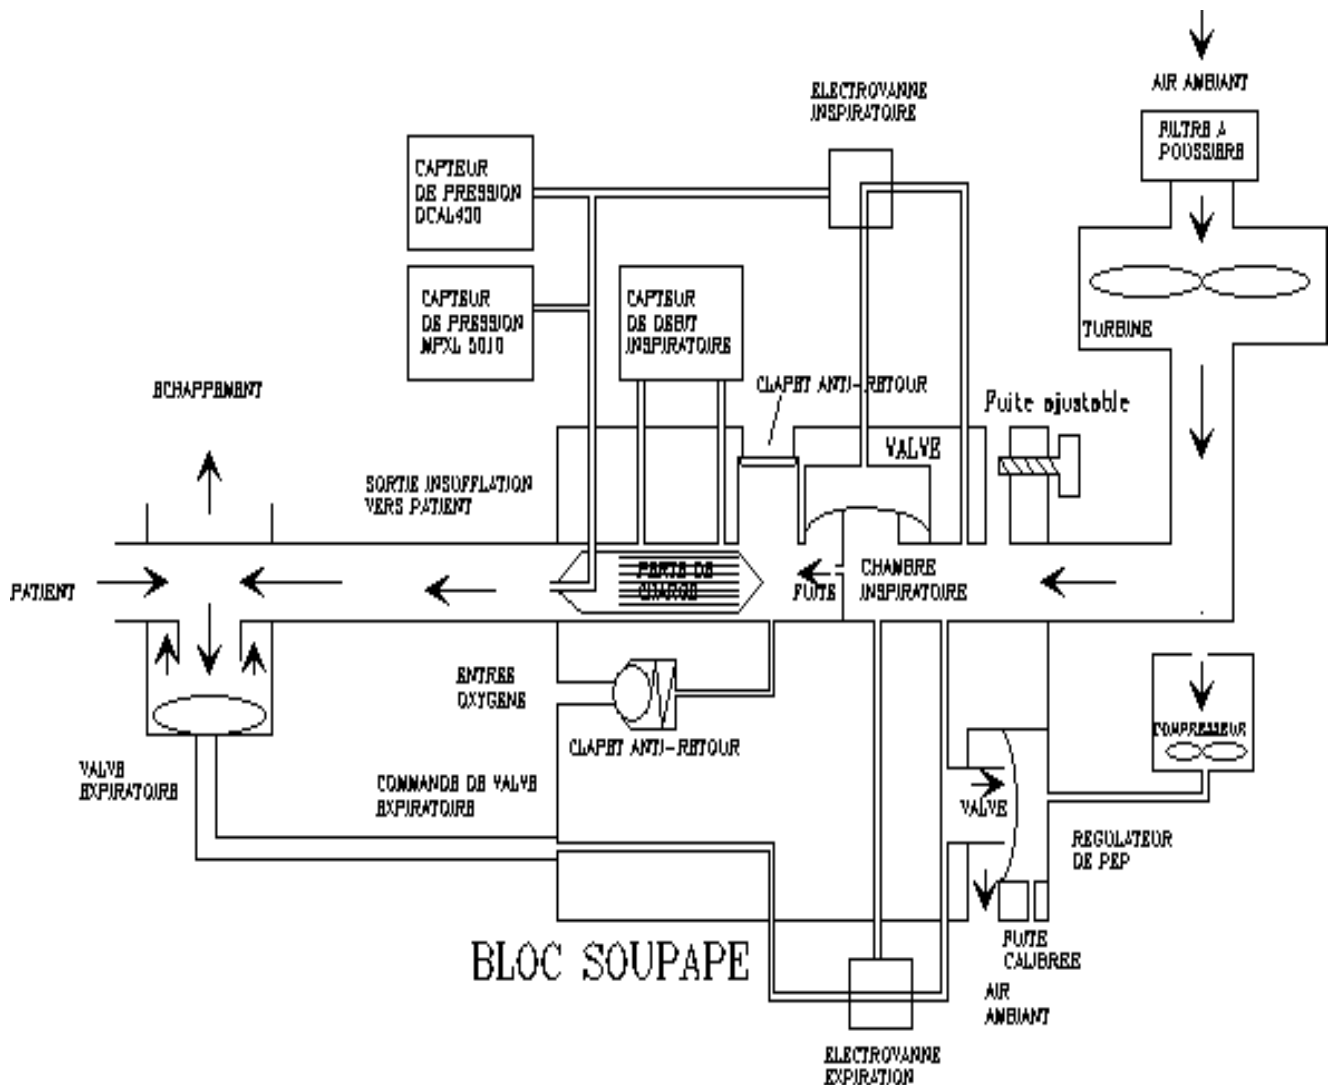 AIR AMBIANT
ELECTROVANNE
INSPIRATOIRE
FILTRE A
POUSSIERE
CAPTEUR
DE PRESSION
DCAL430
CAPTEUR
DE PRESSION
MPXL 5010
CAPTEUR
DE DEBIT
INSPIRATOIRE
TURBINE
ECHAPPEMENT
CLAPET ANTI-RETOUR
Fuite ajustable
VALVE
SORTIE INSUFFLATION
VERS PATIENT
PATIENT
PERTE DE
CHARGE
FUITE
CHAMBRE
INSPIRATOIRE
ENTREE
OXYGENE
CLAPET ANTI-RETOUR
COMPRESSEUR
VALVE
EXPIRATOIRE
COMMANDE DE VALVE
EXPIRATOIRE
VALVE
REGULATEUR
DE PEP
BLOC SOUPAPE
FUITE
CALIBREE
AIR
AMBIANT
ELECTROVANNE
EXPIRATION